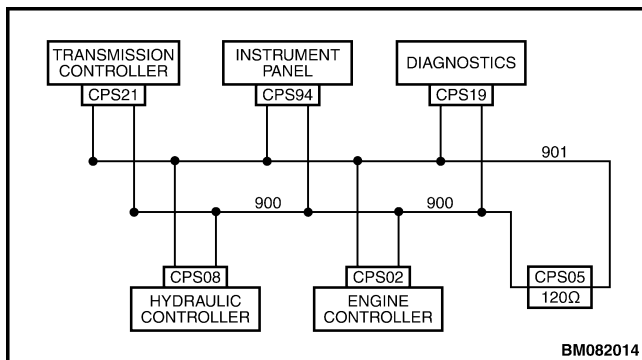 TRANSMISSION
CONTROLLER
CPS21
INSTRUMENT
PANEL
CPS94
DIAGNOSTICS
CPS19
901
900
900
CPS08
HYDRAULIC
CONTROLLER
CPS02
ENGINE
CONTROLLER
CPS05
120Ω
BM082014